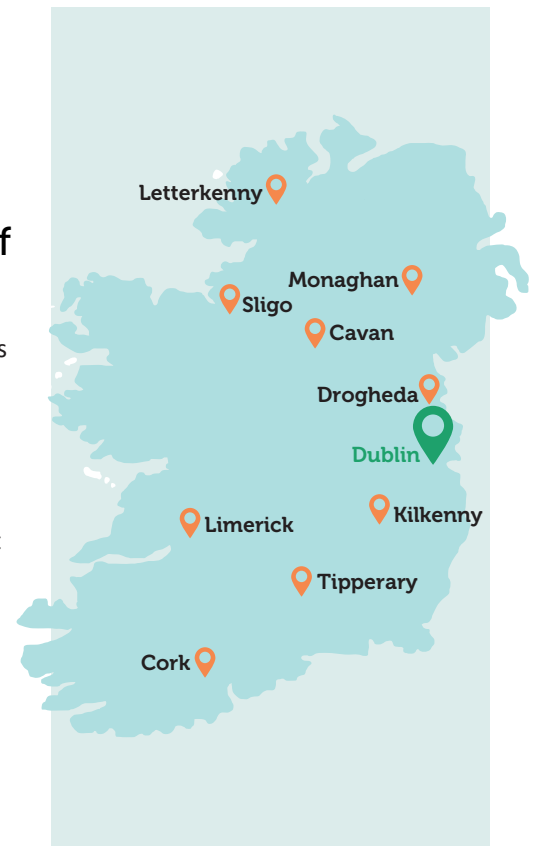 Letterkenny
f
Monaghan
Sligo
Cavan
s
Drogheda
Dublin
Kilkenny
Limerick
Tipperary
Cork